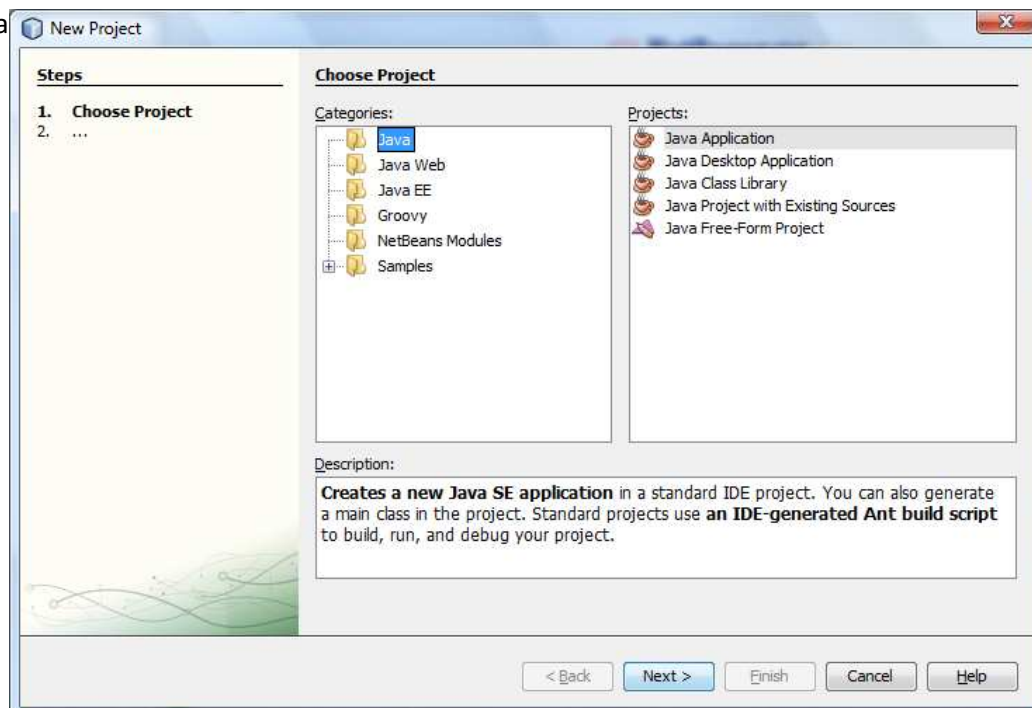 a
New Project
Steps
1. Choose Project
2. ...
Choose Project
Categories:
Java
Java Web
Java EE
Groovy
NetBeans Modules
Samples
Projects:
Java Application
Java Desktop Application
Java Class Library
Java Project with Existing Sources
Java Free-Form Project
Description:
Creates a new Java SE application in a standard IDE project. You can also generate
a main class in the project. Standard projects use an IDE-generated Ant build script
to build, run, and debug your project.
< Back
Next >
Finish
Cancel
Help